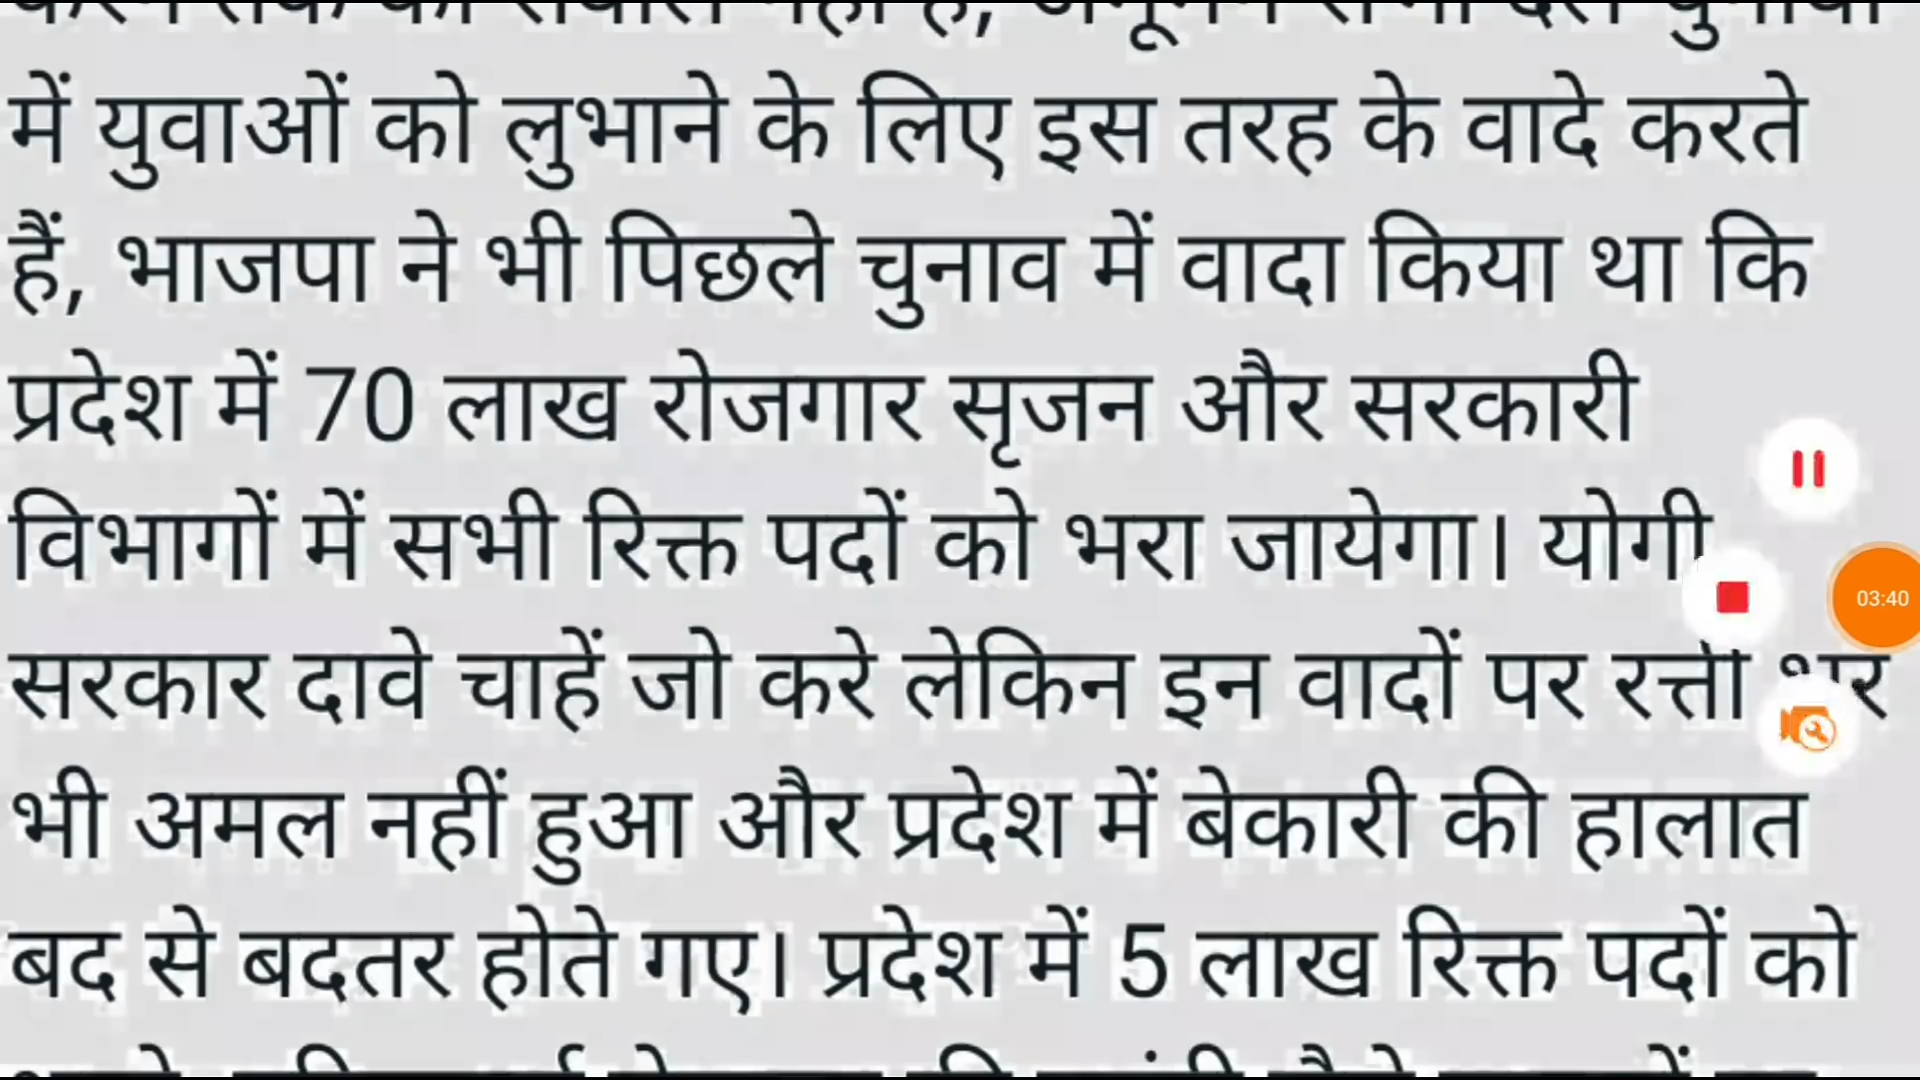 में युवाओं को लुभाने के लिए इस तरह के वादे करते
हैं, भाजपा ने भी पिछले चुनाव में वादा किया था कि
प्रदेश में 70 लाख रोजगार सृजन और सरकारी
विभागों में सभी रिक्त पदों को भरा जायेगा। योगी
03:40
सरकार दावे चाहें जो करे लेकिन इन वादों पर रत्ती भर
भी अमल नहीं हुआ और प्रदेश में बेकारी की हालात
बद से बदतर होते गए। प्रदेश में 5 लाख रिक्त पदों को